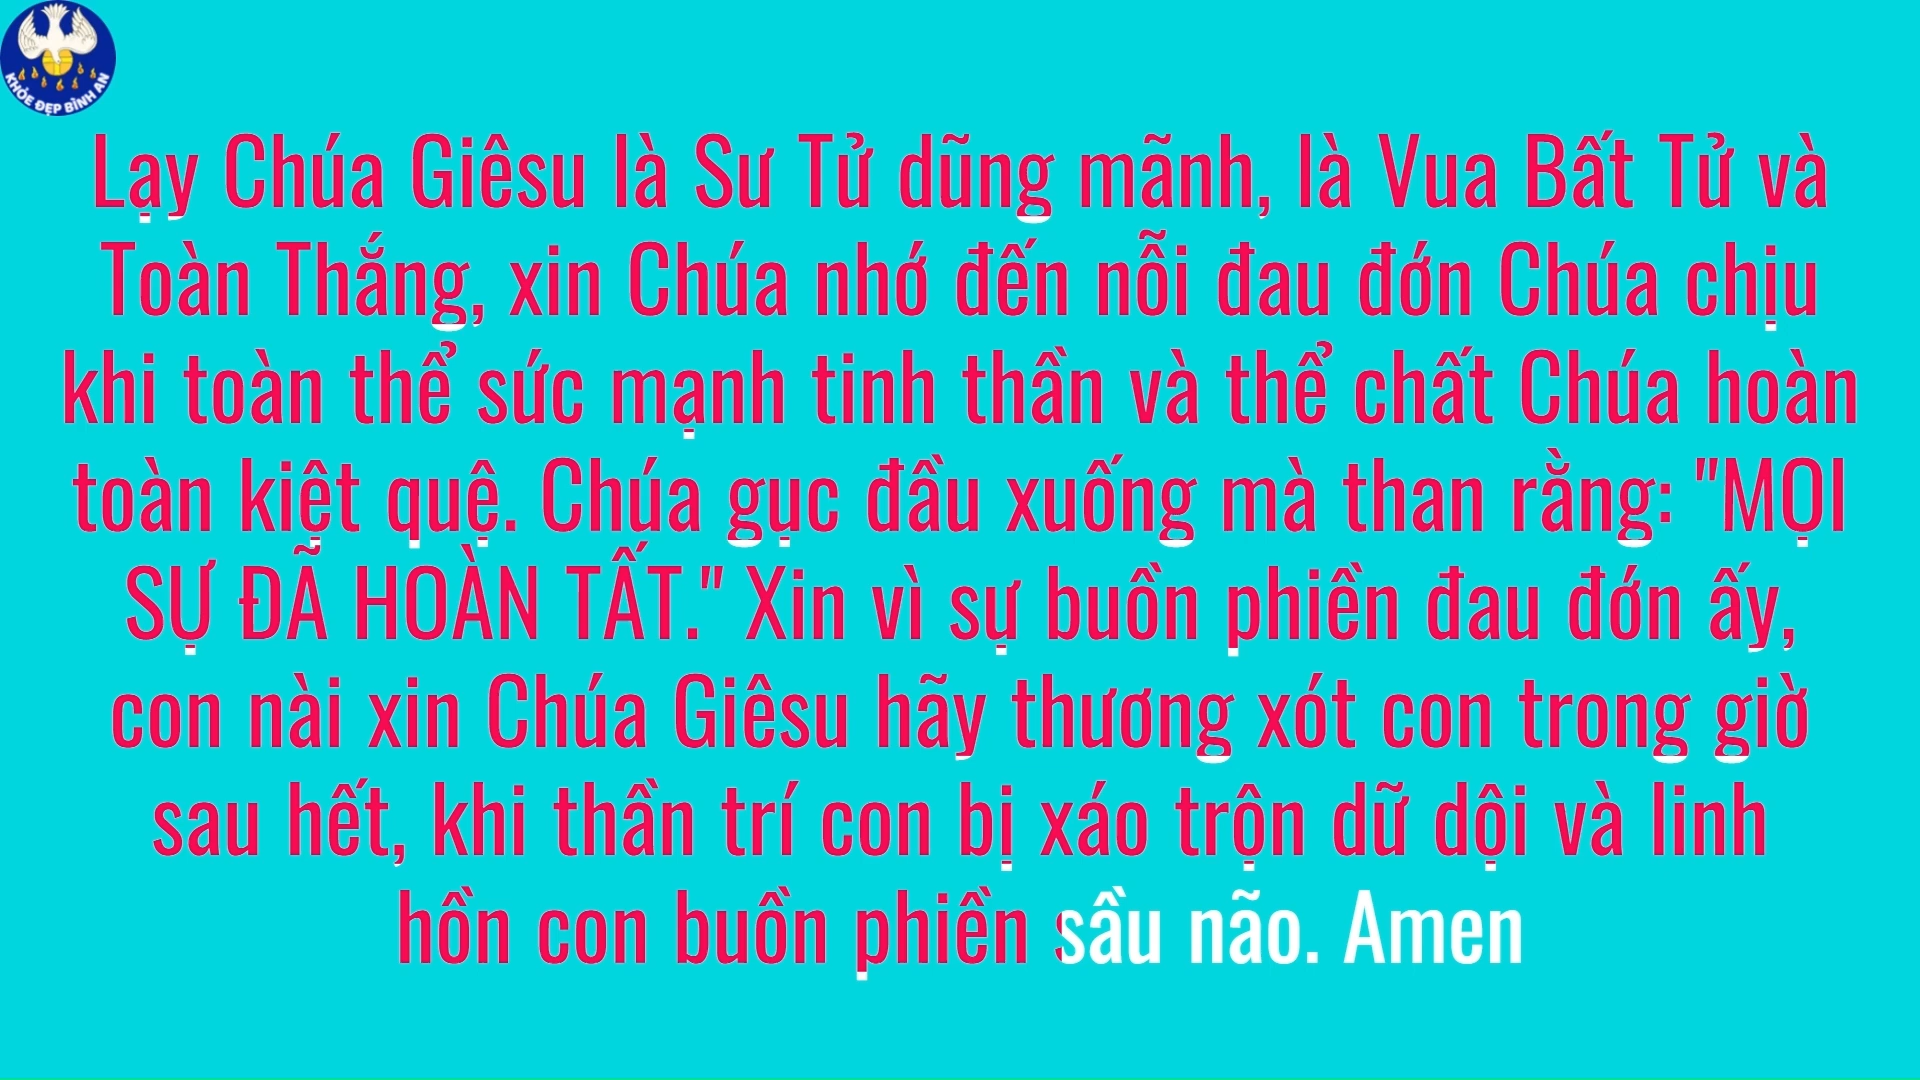 KHỎE ĐẸP BÌNH AN
Lạy Chúa Giêsu là Sư Tử dũng mãnh, là Vua Bất Tử và
Toàn Thắng, xin Chúa nhớ đến nỗi đau đớn Chúa chịu
khi toàn thể sức mạnh tinh thần và thể chất Chúa hoàn
toàn kiệt quệ. Chúa gục đầu xuống mà than rằng: "MỌI
SỰ ĐÃ HOÀN TẤT." Xin vì sự buồn phiền đau đớn ấy,
con nài xin Chúa Giêsu hãy thương xót con trong giờ
sau hết, khi thần trí con bị xáo trộn dữ dội và linh
hồn con buồn phiền sầu não. Amen